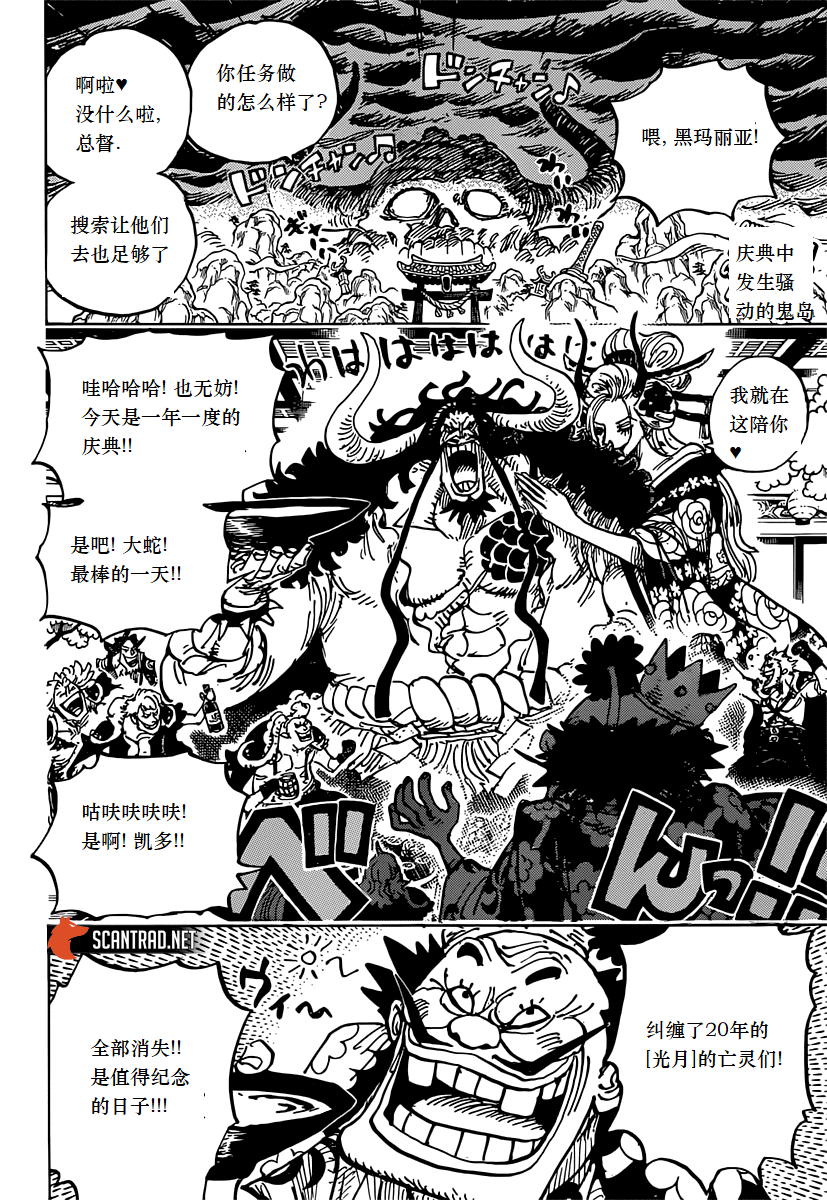 喂, 黑玛丽亚!
你任务做
的怎么样了?
啊啦♥
没什么啦,
总督.
搜索让他们
去也足够了
ドンチャン♪
ドンチャン♫
わい
わい
庆典中
发生骚
动的鬼岛
我就在
这陪你
♥
哇哈哈哈! 也无妨!
今天是一年一度的
庆典!!
是吧! 大蛇!
最棒的一天!!
咕呋呋呋呋!
是啊! 凯多!!
SCANTRAD.NET
ウィ〜
纠缠了20年的
[光月]的亡灵们!
全部消失!!
是值得纪念
的日子!!!